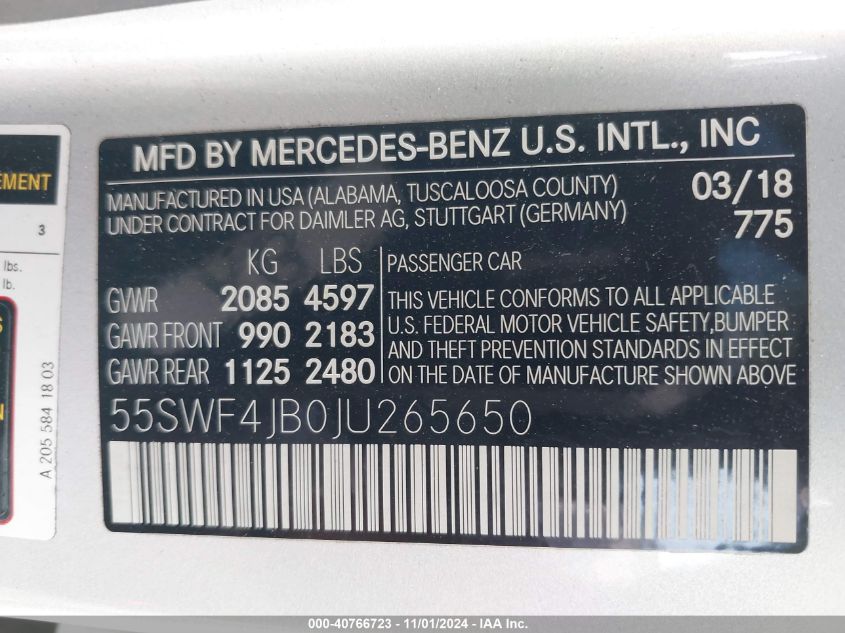 MFD BY MERCEDES-BENZ U.S. INTL., INC
MANUFACTURED IN USA (ALABAMA, TUSCALOOSA COUNTY)
UNDER CONTRACT FOR DAIMLER AG, STUTTGART (GERMANY)
03/18
775
KG LBS
GVWR 2085 4597
GAWR FRONT 990 2183
GAWR REAR 1125 2480
PASSENGER CAR
THIS VEHICLE CONFORMS TO ALL APPLICABLE
U.S. FEDERAL MOTOR VEHICLE SAFETY,BUMPER
AND THEFT PREVENTION STANDARDS IN EFFECT
ON THE DATE OF MANUFACTURE SHOWN ABOVE
55SWF4JB0JU265650
EMENT
3
lbs.
lb.
S
N
A 205 584 18 03
000-40766723 - 11/01/2024 - IAA Inc.